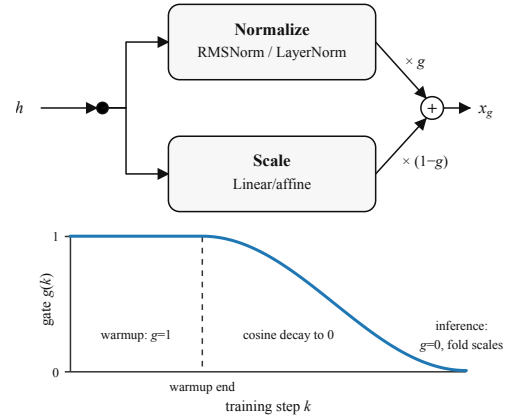 Normalize
RMSNorm / LayerNorm
× g
h
+
x_g
Scale
Linear/affine
× (1−g)
1
gate g(k)
warmup: g=1
cosine decay to 0
inference:
g=0, fold scales
0
warmup end
training step k